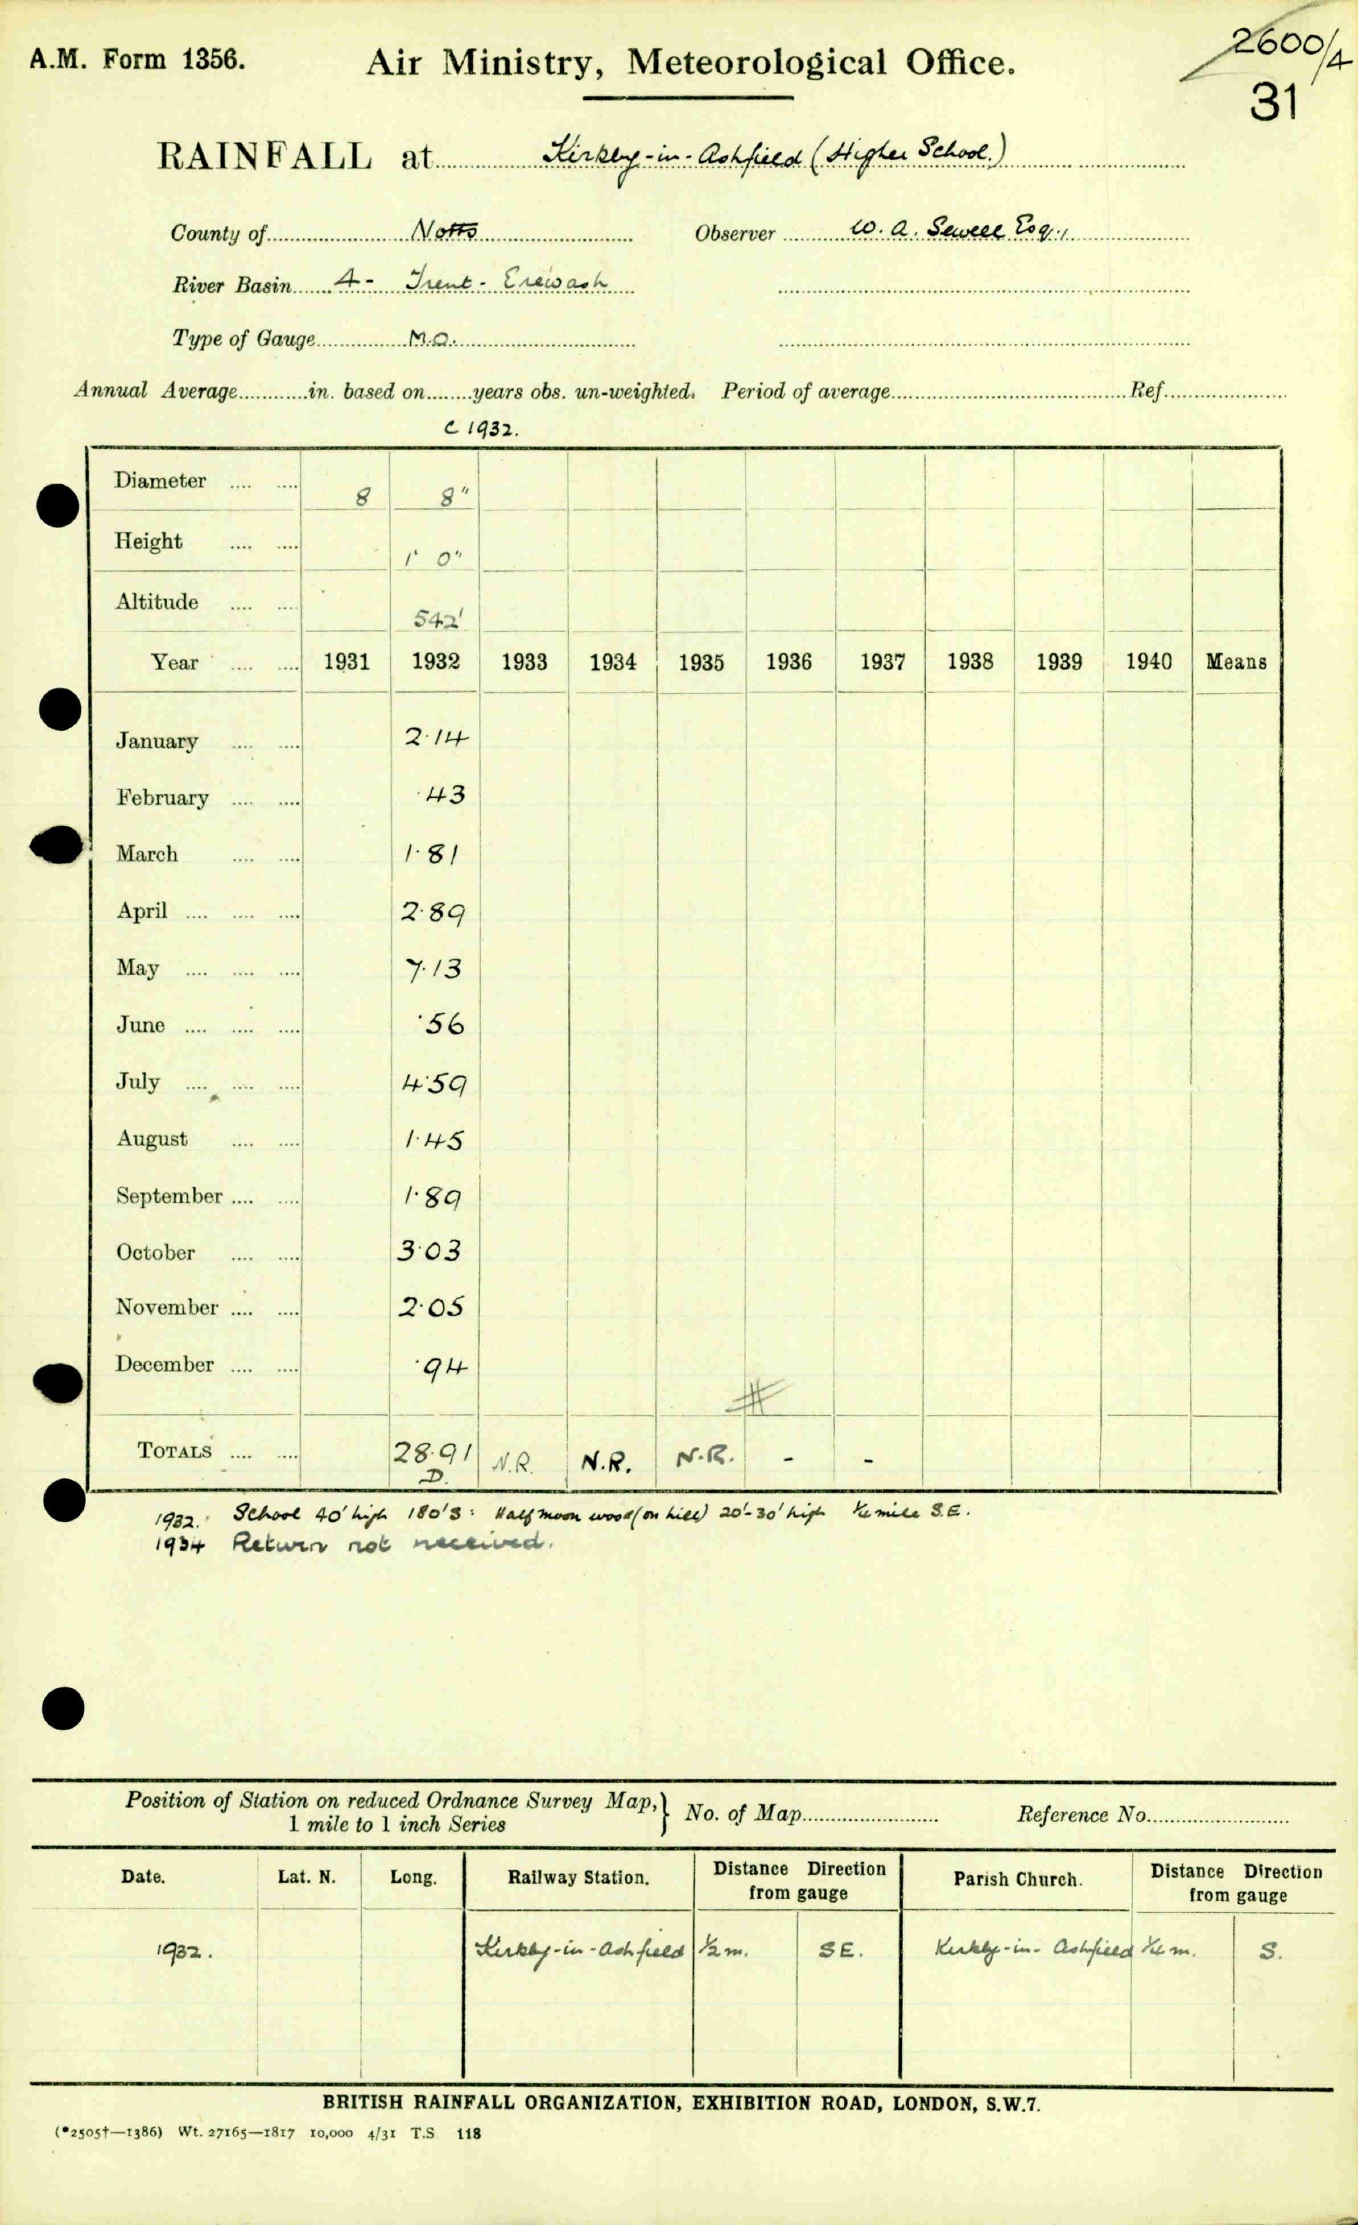 A.M. Form 1356. Air Ministry, Meteorological Office. 2600/4
31
RAINFALL at Kirkby-in-Ashfield (Higher School.)
County of Notts Observer W. A. Sewell Esq.,
River Basin 4- Trent - Erewash
Type of Gauge M.O.
Annual Average in. based on years obs. un-weighted. Period of average Ref.
C 1932.
Diameter .... .... 8 8"
Height .... .... 1' 0"
Altitude .... .... 542'
Year .... .... 1931 1932 1933 1934 1935 1936 1937 1938 1939 1940 Means
January .... .... 2·14
February .... .... ·43
March .... .... 1·81
April .... .... .... 2·89
May .... .... .... 7·13
June .... .... .... ·56
July .... .... .... 4·59
August .... .... 1·45
September .... .... 1·89
October .... .... 3·03
November .... .... 2·05
December .... .... ·94
TOTALS .... .... 28·91 N.R. N.R. N.R. - -
D.
1932. School 40' high 180' S: Half moon wood (on hill) 20'-30' high ¼ mile S.E.
1934 Return not received.
Position of Station on reduced Ordnance Survey Map, } No. of Map Reference No.
1 mile to 1 inch Series
Date. Lat. N. Long. Railway Station. Distance Direction from gauge Parish Church. Distance Direction from gauge
1932. Kirkby-in-Ashfield ½ m. SE. Kirkby-in-Ashfield ¼ m. S.
BRITISH RAINFALL ORGANIZATION, EXHIBITION ROAD, LONDON, S.W.7.
(*2505†—1386) Wt. 27165—1817 10,000 4/31 T.S 118